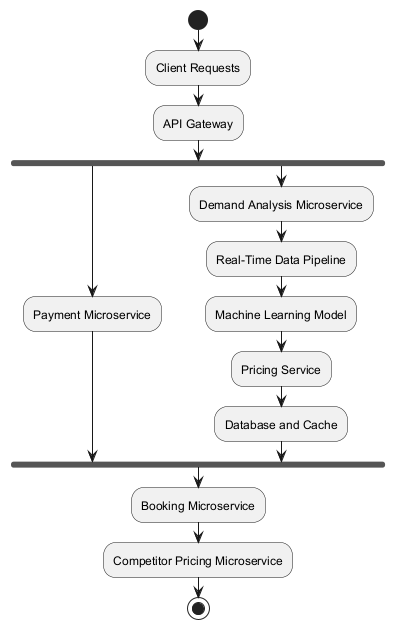 Client Requests
API Gateway
Demand Analysis Microservice
Real-Time Data Pipeline
Payment Microservice
Machine Learning Model
Pricing Service
Database and Cache
Booking Microservice
Competitor Pricing Microservice